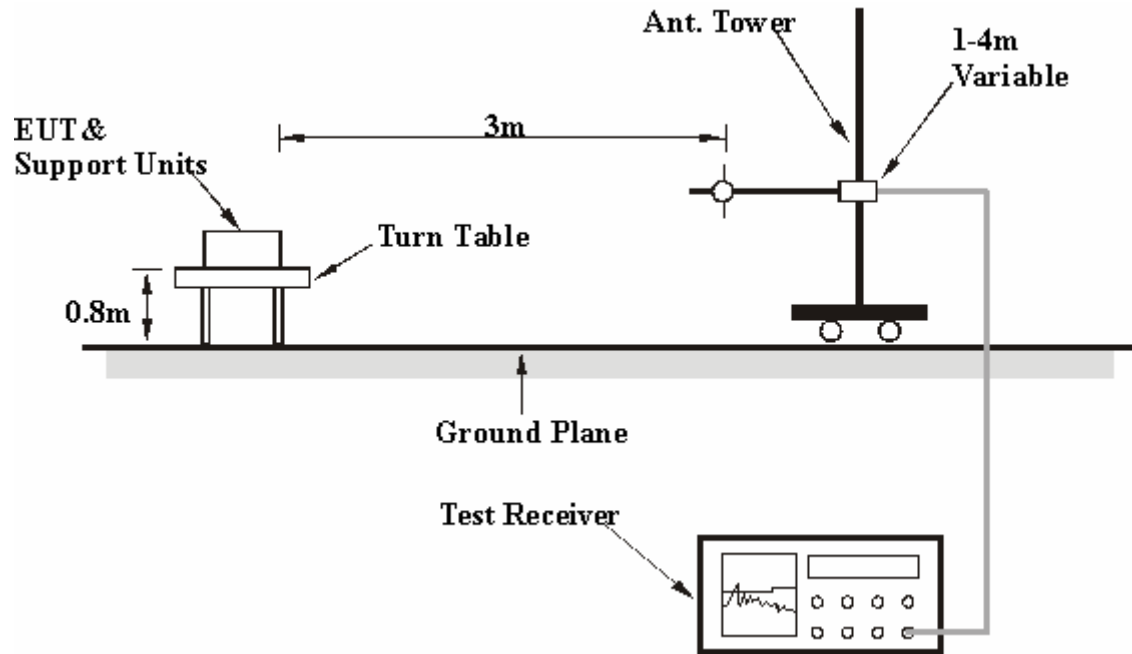 Ant. Tower
1-4m
Variable
3m
EUT&
Support Units
Turn Table
0.8m
Ground Plane
Test Receiver